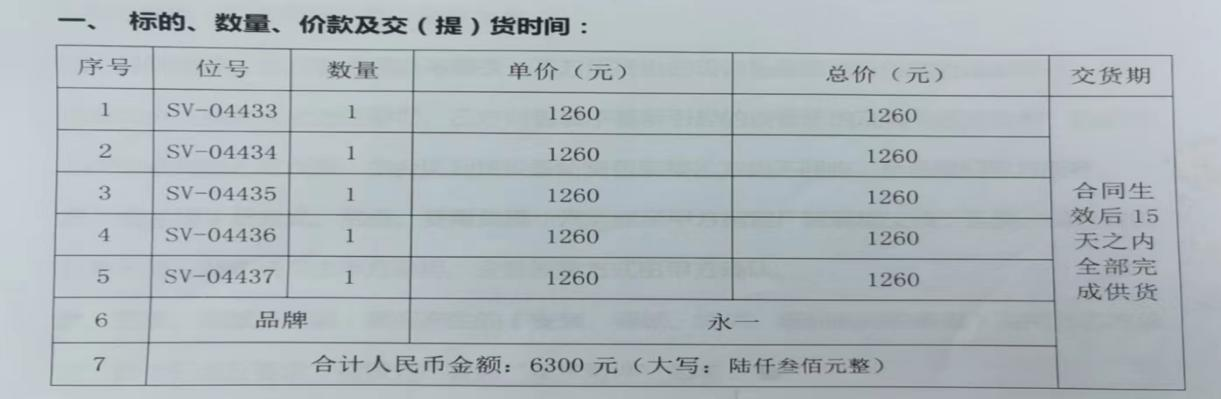 一、 标的、数量、价款及交（提）货时间：
序号 位号 数量 单价（元） 总价（元） 交货期
1 SV-04433 1 1260 1260
2 SV-04434 1 1260 1260
3 SV-04435 1 1260 1260
4 SV-04436 1 1260 1260
5 SV-04437 1 1260 1260
合同生
效后 15
天之内
全部完
成供货
6 品牌 永一
7 合计人民币金额：6300 元（大写：陆仟叁佰元整）